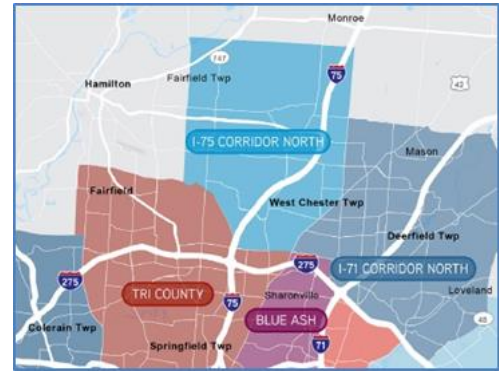 Monroe
Fairfield Twp
747
75
Hamilton
42
I-75 CORRIDOR NORTH
Mason
Fairfield
West Chester Twp
Deerfield Twp
275
I-71 CORRIDOR NORTH
275
TRI COUNTY
Sharonville
Loveland
75
48
Colerain Twp
BLUE ASH
Springfield Twp
71